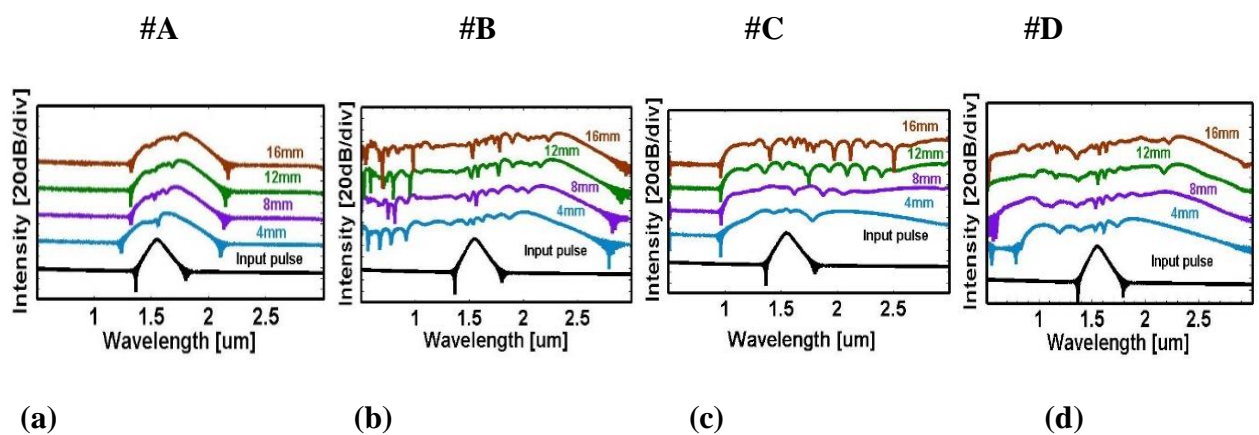 #A #B #C #D
Intensity [20dB/div]
16mm
12mm
8mm
4mm
Input pulse
1 1.5 2 2.5
Wavelength [um]
(a)
Intensity [20dB/div]
16mm
12mm
8mm
4mm
Input pulse
1 1.5 2 2.5
Wavelength [um]
(b)
Intensity [20dB/div]
16mm
12mm
8mm
4mm
Input pulse
1 1.5 2 2.5
Wavelength [um]
(c)
Intensity [20dB/div]
16mm
12mm
8mm
4mm
Input pulse
1 1.5 2 2.5
Wavelength [um]
(d)